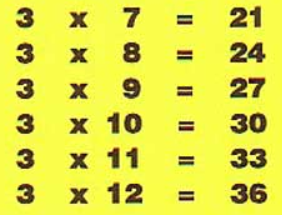 3 x 7 = 21
3 x 8 = 24
3 x 9 = 27
3 x 10 = 30
3 x 11 = 33
3 x 12 = 36